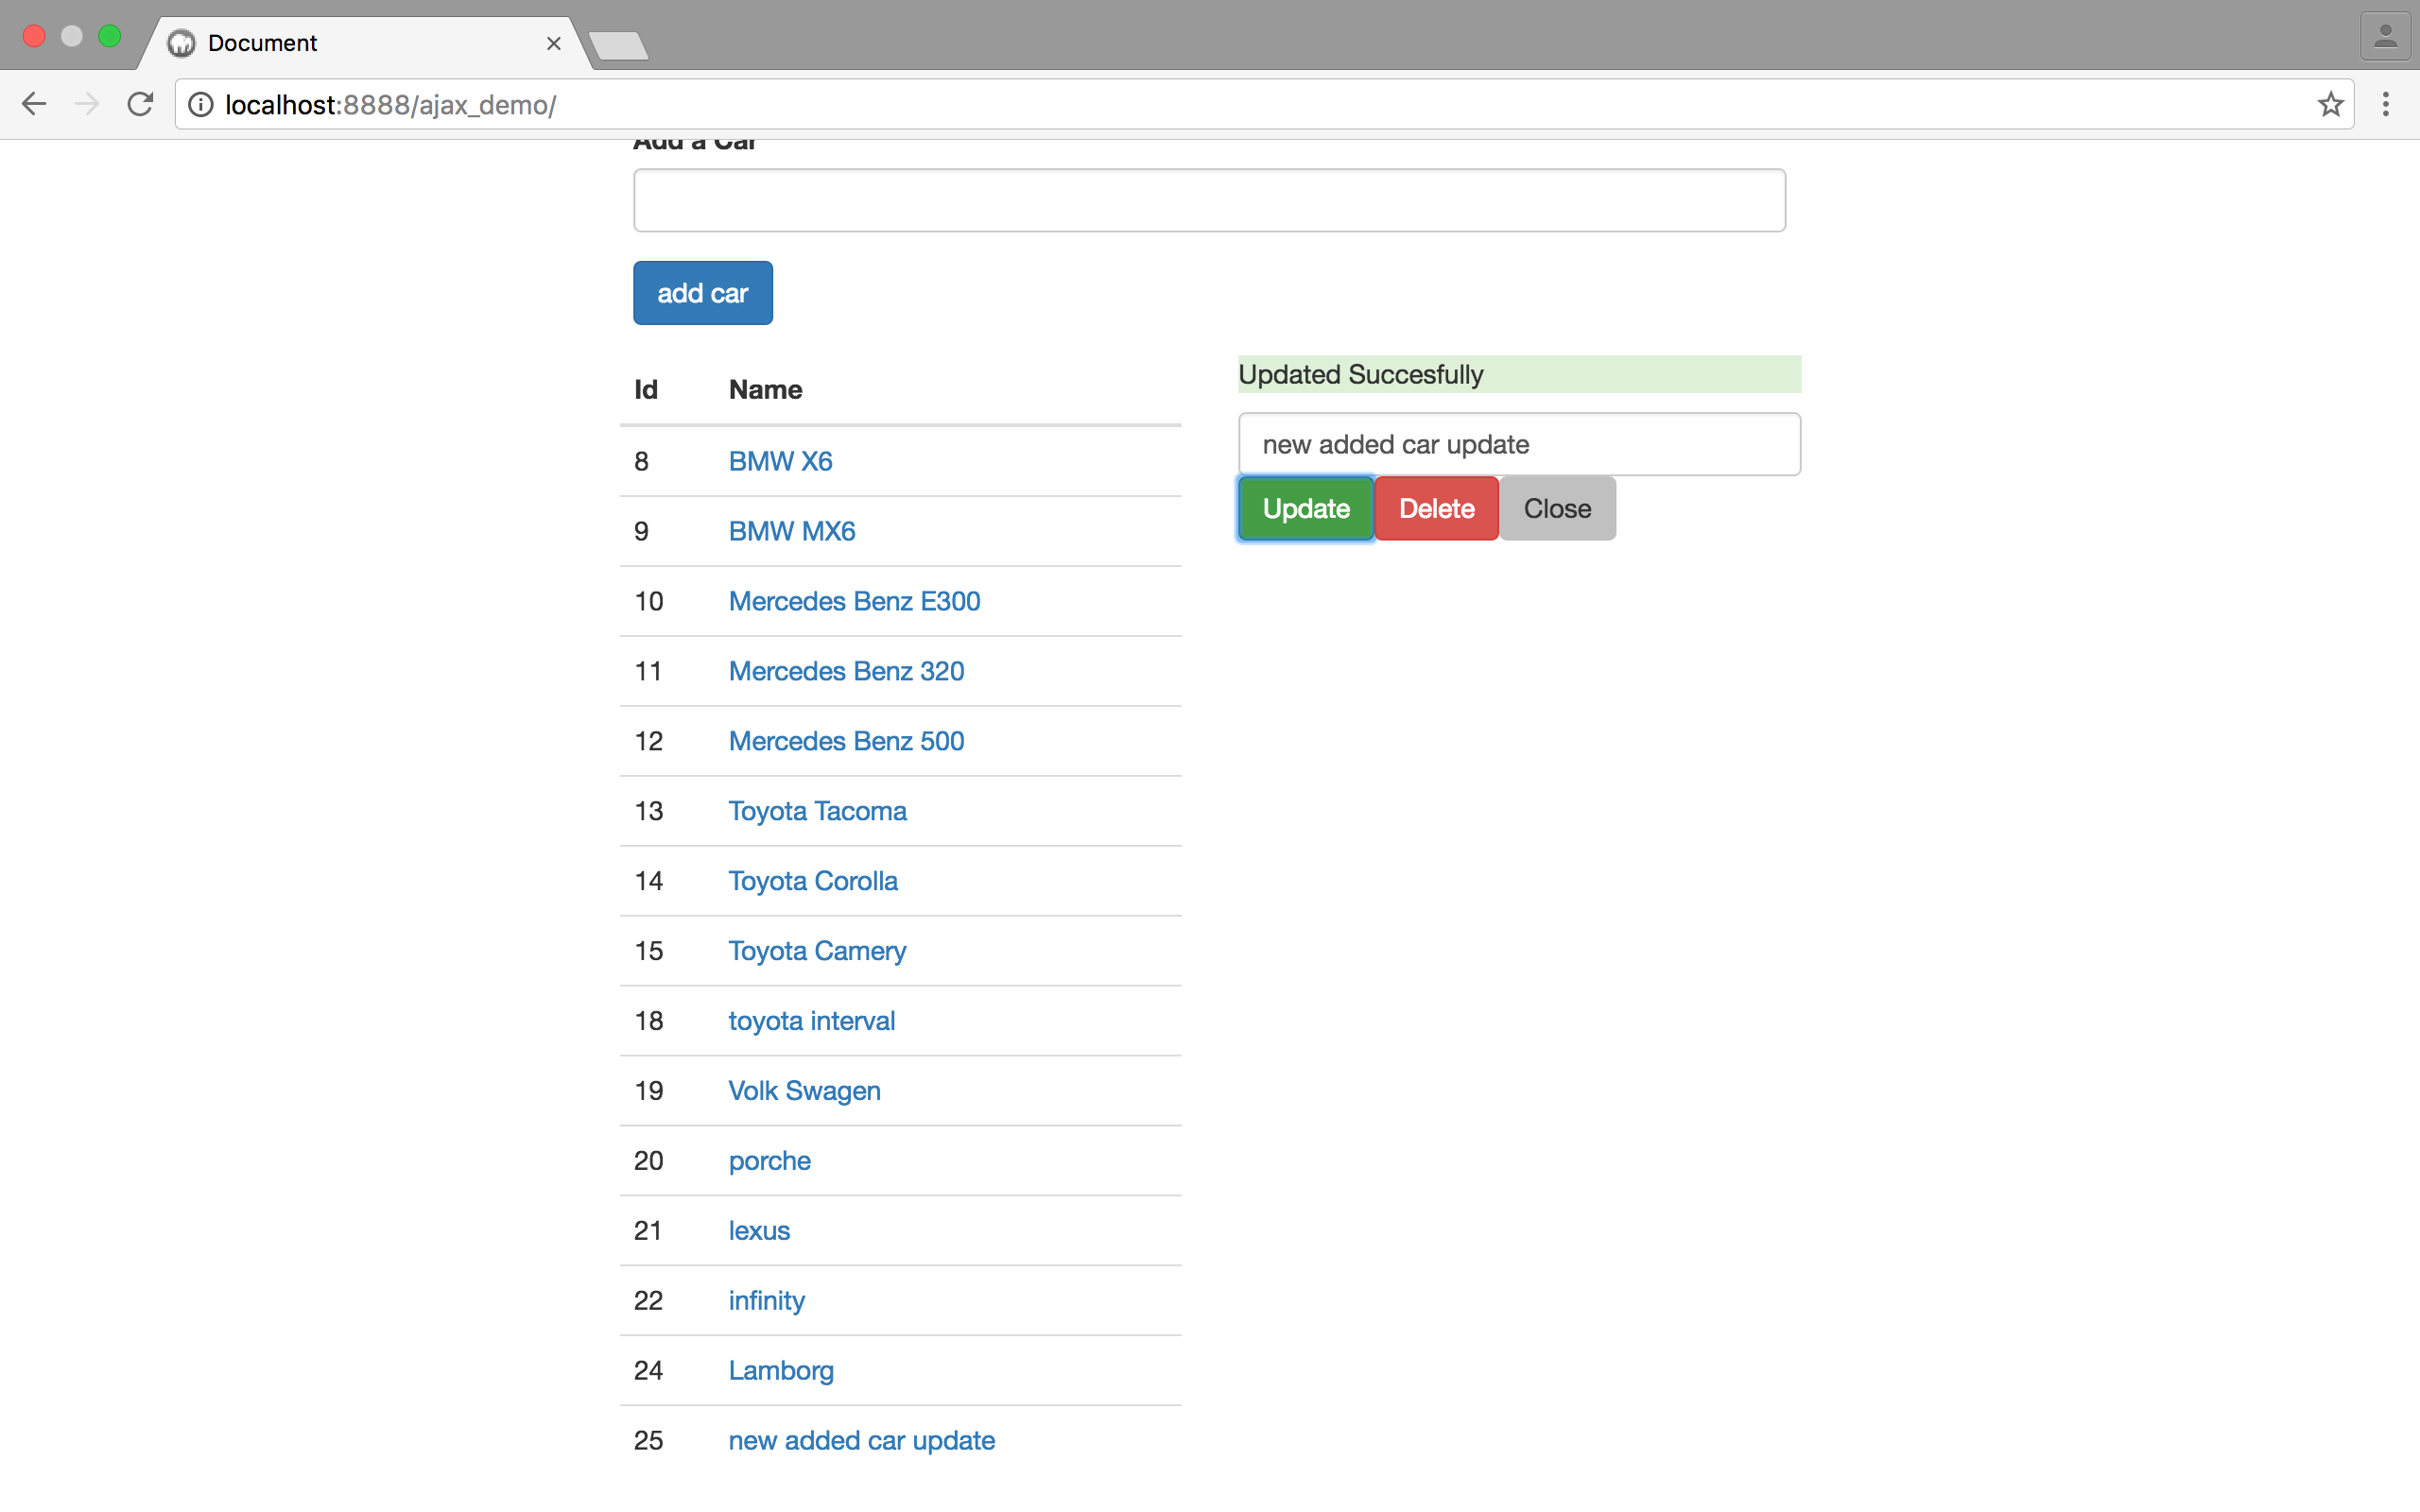 Document
localhost:8888/ajax_demo/
Add a Car
add car
Id Name
8 BMW X6
9 BMW MX6
10 Mercedes Benz E300
11 Mercedes Benz 320
12 Mercedes Benz 500
13 Toyota Tacoma
14 Toyota Corolla
15 Toyota Camery
18 toyota interval
19 Volk Swagen
20 porche
21 lexus
22 infinity
24 Lamborg
25 new added car update
Updated Succesfully
new added car update
Update Delete Close